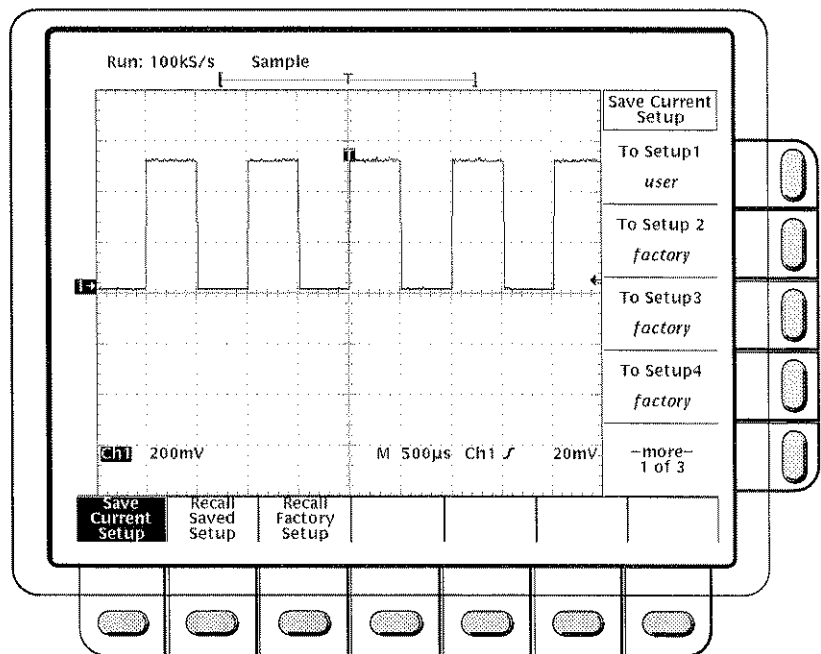 Run: 100kS/s Sample
[ T ]
Save Current
Setup
To Setup1
user
T
To Setup 2
factory
1→
To Setup3
factory
To Setup4
factory
Ch1 200mV M 500µs Ch1 ƒ 20mV
–more–
1 of 3
Save
Current
Setup
Recall
Saved
Setup
Recall
Factory
Setup